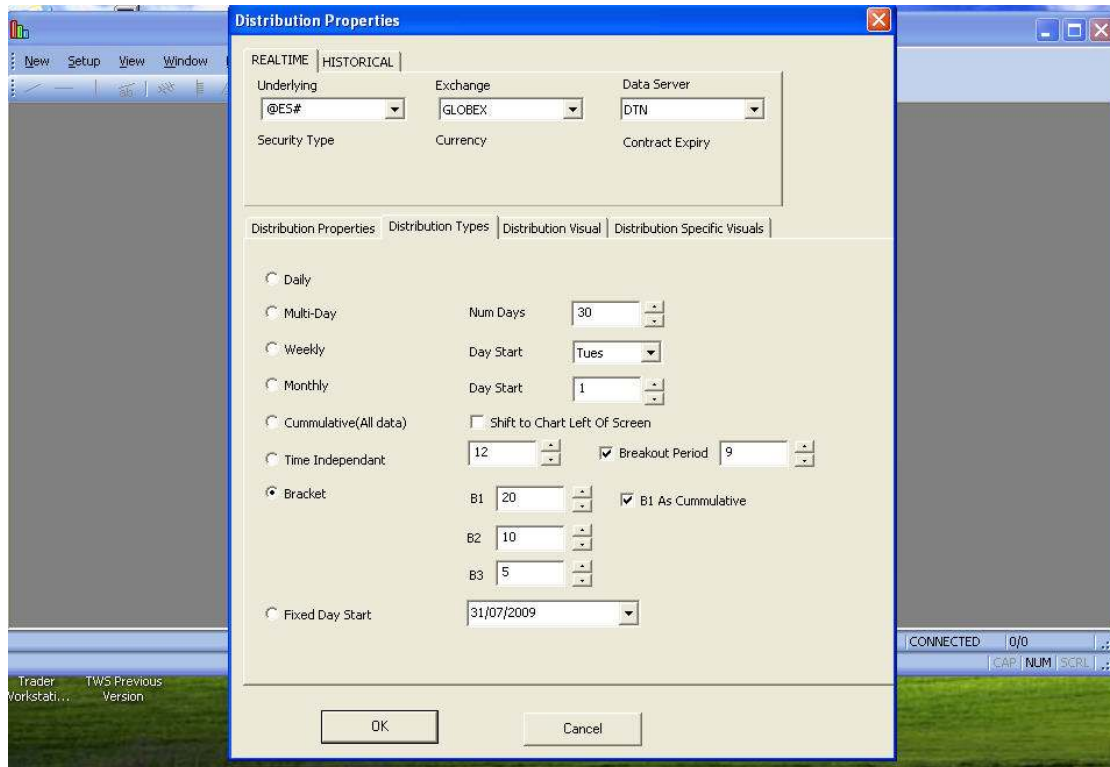 Distribution Properties
New Setup View Window
REALTIME HISTORICAL
Underlying Exchange Data Server
@ES# GLOBEX DTN
Security Type Currency Contract Expiry
Distribution Properties Distribution Types Distribution Visual Distribution Specific Visuals
Daily
Multi-Day Num Days 30
Weekly Day Start Tues
Monthly Day Start 1
Cummulative(All data) Shift to Chart Left Of Screen
Time Independant 12 Breakout Period 9
Bracket B1 20 B1 As Cummulative
B2 10
B3 5
Fixed Day Start 31/07/2009
CONNECTED 0/0
CAP NUM SCRL
Trader TWS Previous
Workstati... Version
OK Cancel